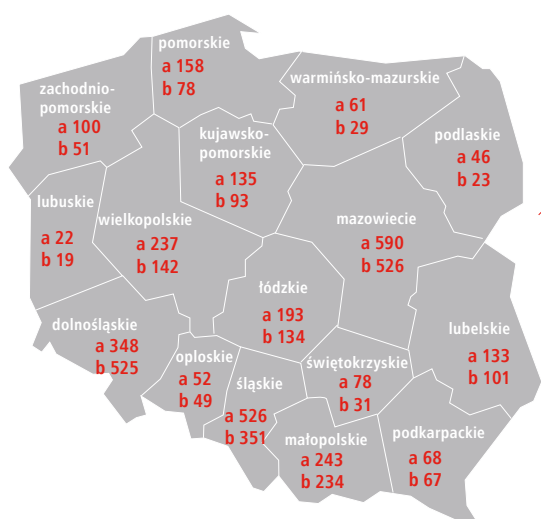 pomorskie
a 158
b 78
warmińsko-mazurskie
a 61
b 29
zachodnio-
pomorskie
a 100
b 51
kujawsko-
pomorskie
a 135
b 93
podlaskie
a 46
b 23
lubuskie
a 22
b 19
wielkopolskie
a 237
b 142
mazowiecie
a 590
b 526
łódzkie
a 193
b 134
dolnośląskie
a 348
b 525
oploskie
a 52
b 49
śląskie
a 526
b 351
świętokrzyskie
a 78
b 31
lubelskie
a 133
b 101
małopolskie
a 243
b 234
podkarpackie
a 68
b 67